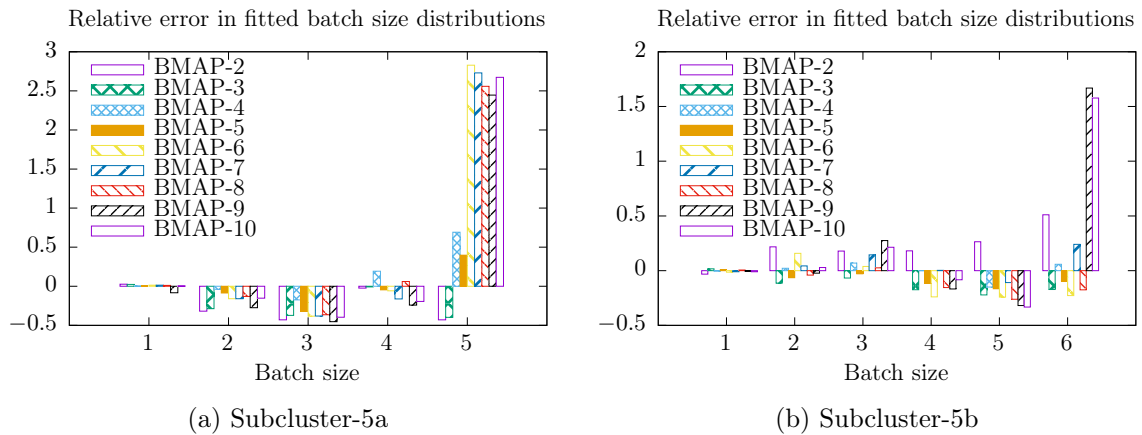 Relative error in fitted batch size distributions
3
2.5
2
1.5
1
0.5
0
−0.5
BMAP-2
BMAP-3
BMAP-4
BMAP-5
BMAP-6
BMAP-7
BMAP-8
BMAP-9
BMAP-10
1 2 3 4 5
Batch size
(a) Subcluster-5a
Relative error in fitted batch size distributions
2
1.5
1
0.5
0
−0.5
BMAP-2
BMAP-3
BMAP-4
BMAP-5
BMAP-6
BMAP-7
BMAP-8
BMAP-9
BMAP-10
1 2 3 4 5 6
Batch size
(b) Subcluster-5b